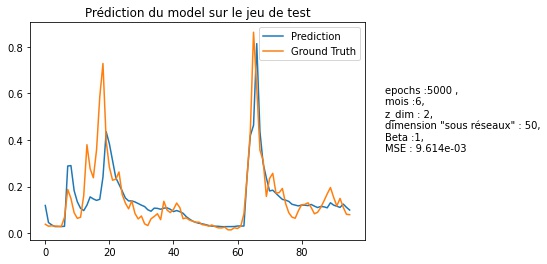 Prédiction du model sur le jeu de test
Prediction
Ground Truth
0.8
0.6
0.4
0.2
0.0
0 20 40 60 80
epochs :5000 ,
mois :6,
z_dim : 2,
dimension "sous réseaux" : 50,
Beta :1,
MSE : 9.614e-03